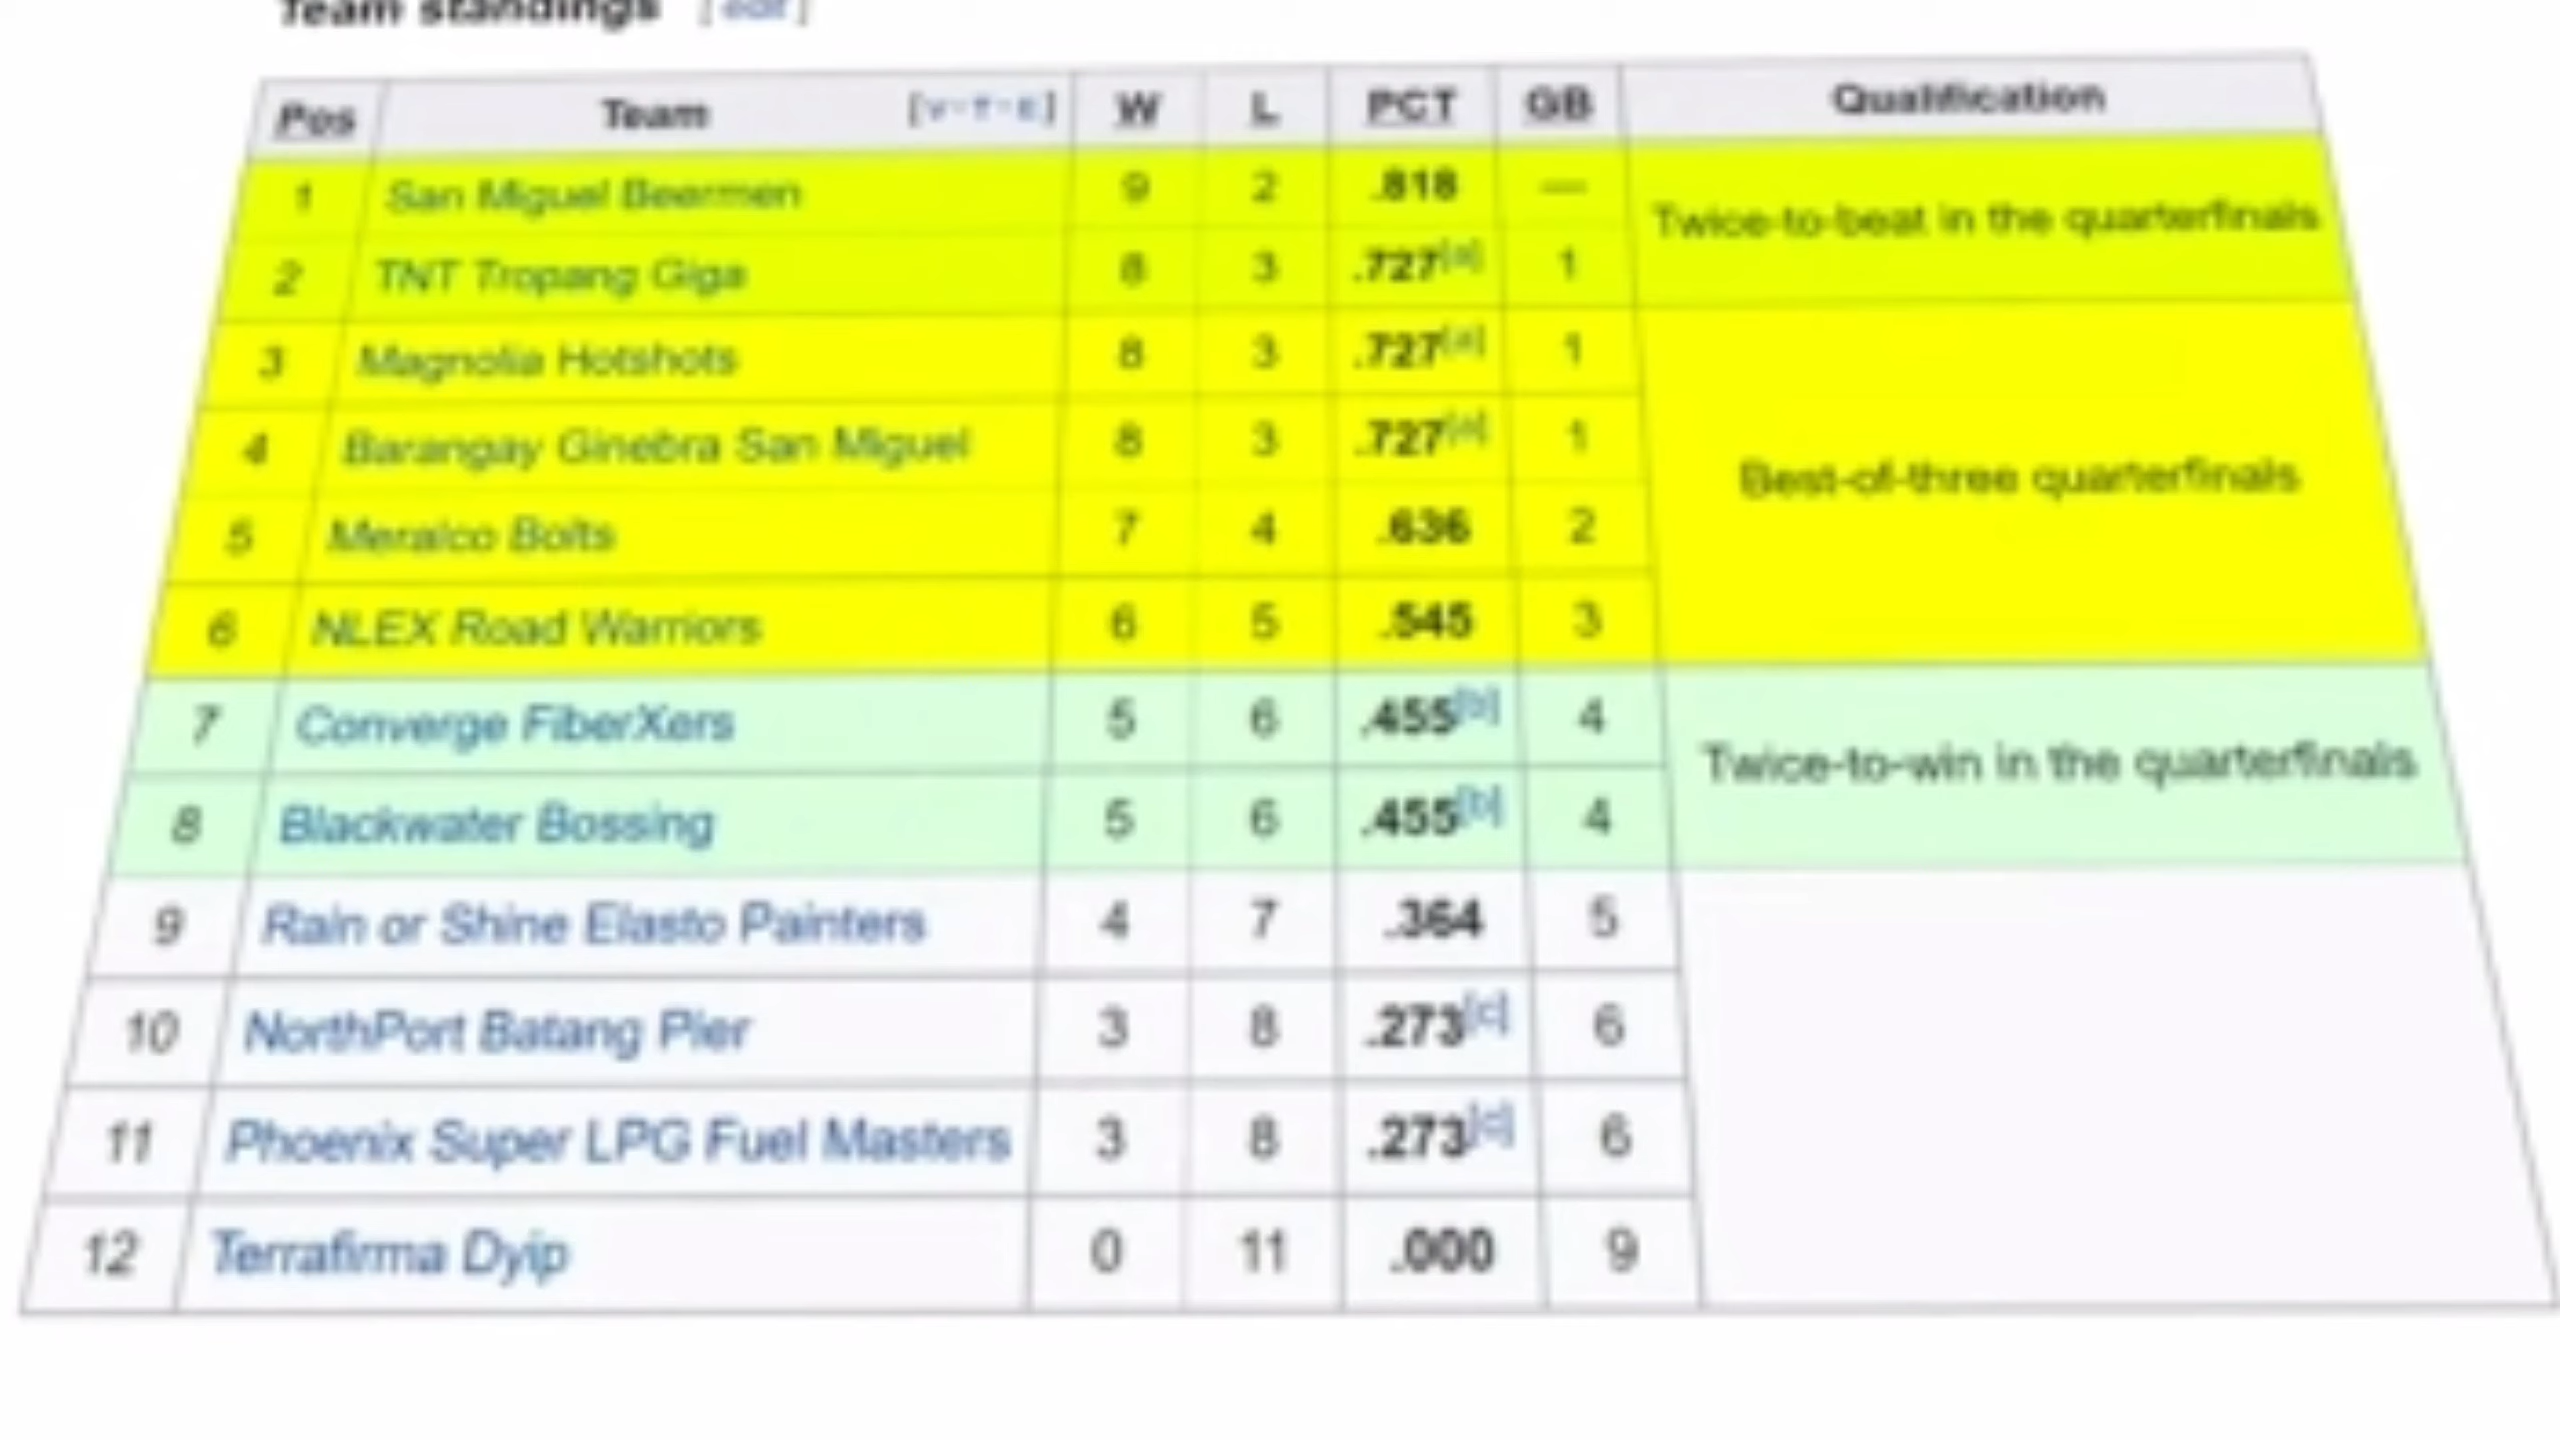 Team standings [edit]
Pos Team [v·t·e] W L PCT GB Qualification
1 San Miguel Beermen 9 2 .818 — Twice-to-beat in the quarterfinals
2 TNT Tropang Giga 8 3 .727[a] 1
3 Magnolia Hotshots 8 3 .727[a] 1 Best-of-three quarterfinals
4 Barangay Ginebra San Miguel 8 3 .727[a] 1
5 Meralco Bolts 7 4 .636 2
6 NLEX Road Warriors 6 5 .545 3
7 Converge FiberXers 5 6 .455[b] 4 Twice-to-win in the quarterfinals
8 Blackwater Bossing 5 6 .455[b] 4
9 Rain or Shine Elasto Painters 4 7 .364 5
10 NorthPort Batang Pier 3 8 .273[c] 6
11 Phoenix Super LPG Fuel Masters 3 8 .273[c] 6
12 Terrafirma Dyip 0 11 .000 9